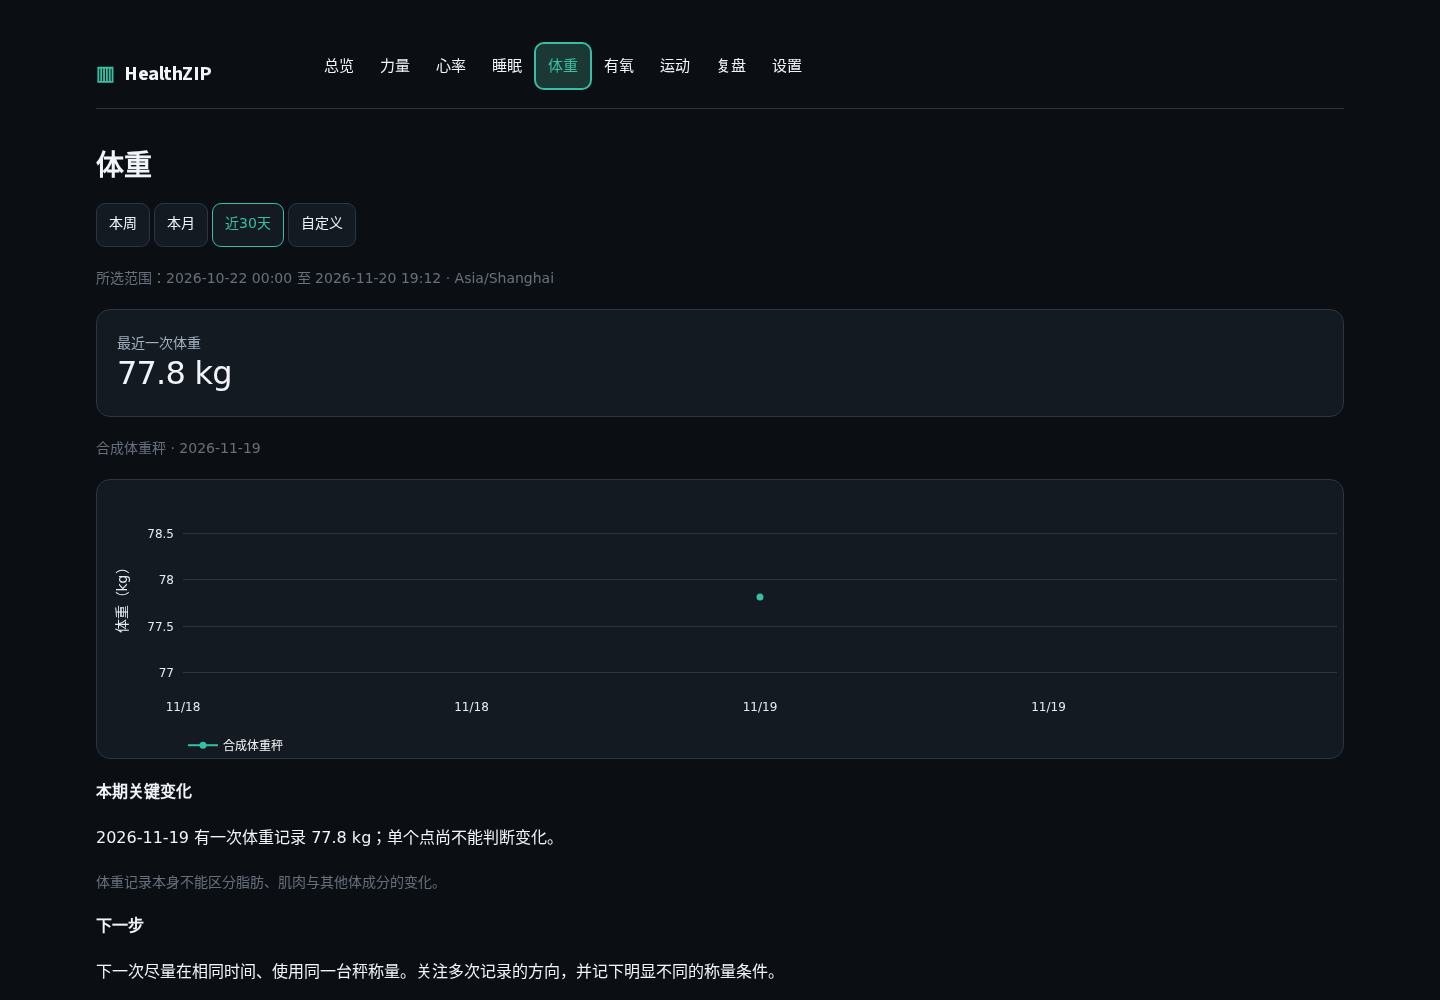 ▥ HealthZIP
总览 力量 心率 睡眠 体重 有氧 运动 复盘 设置
体重
本周 本月 近30天 自定义
所选范围：2026-10-22 00:00 至 2026-11-20 19:12 · Asia/Shanghai
最近一次体重
77.8 kg
合成体重秤 · 2026-11-19
体重（kg）
78.5
78
77.5
77
11/18 11/18 11/19 11/19
合成体重秤
本期关键变化
2026-11-19 有一次体重记录 77.8 kg；单个点尚不能判断变化。
体重记录本身不能区分脂肪、肌肉与其他体成分的变化。
下一步
下一次尽量在相同时间、使用同一台秤称量。关注多次记录的方向，并记下明显不同的称量条件。